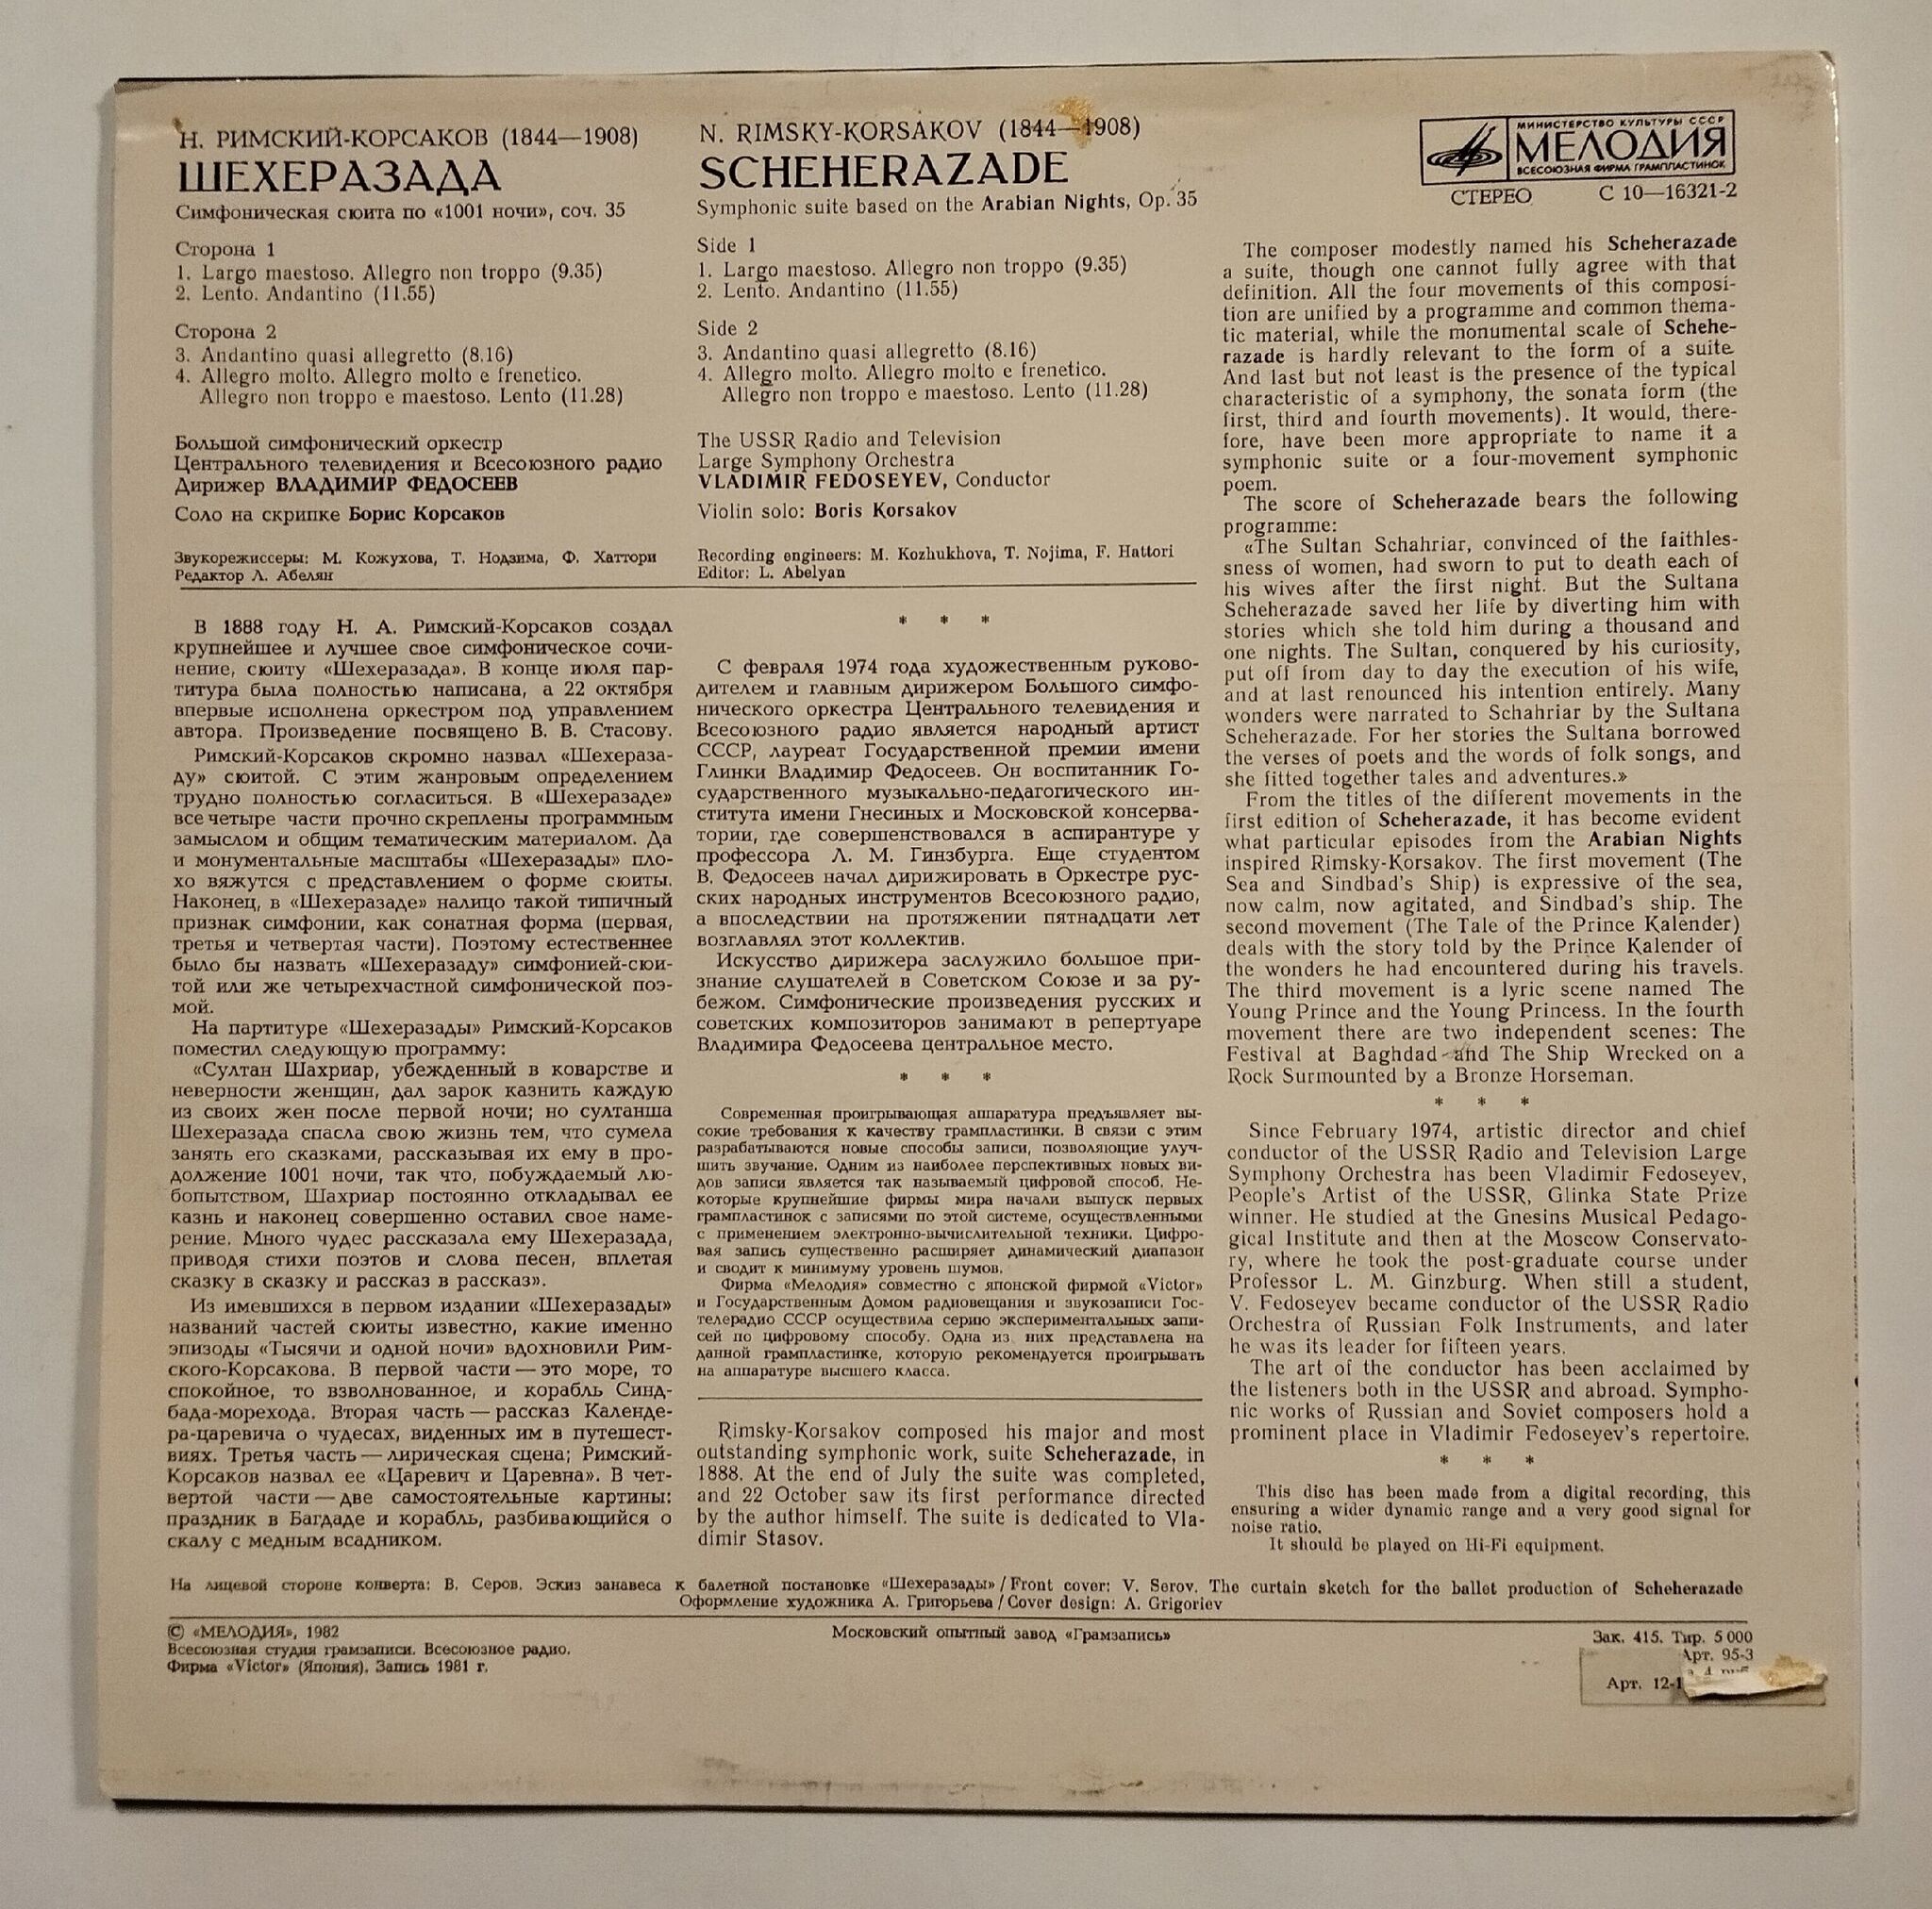 Н. РИМСКИЙ-КОРСАКОВ (1844—1908)
ШЕХЕРАЗАДА
Симфоническая сюита по «1001 ночи», соч. 35
Сторона 1
1. Largo maestoso. Allegro non troppo (9.35)
2. Lento. Andantino (11.55)
Сторона 2
3. Andantino quasi allegretto (8.16)
4. Allegro molto. Allegro molto e frenetico.
Allegro non troppo e maestoso. Lento (11.28)
Большой симфонический оркестр
Центрального телевидения и Всесоюзного радио
Дирижер ВЛАДИМИР ФЕДОСЕЕВ
Соло на скрипке Борис Корсаков
Звукорежиссеры: М. Кожухова, Т. Нодзима, Ф. Хаттори
Редактор Л. Абелян
N. RIMSKY-KORSAKOV (1844—1908)
SCHEHERAZADE
Symphonic suite based on the Arabian Nights, Op. 35
Side 1
1. Largo maestoso. Allegro non troppo (9.35)
2. Lento. Andantino (11.55)
Side 2
3. Andantino quasi allegretto (8.16)
4. Allegro molto. Allegro molto e frenetico.
Allegro non troppo e maestoso. Lento (11.28)
The USSR Radio and Television
Large Symphony Orchestra
VLADIMIR FEDOSEYEV, Conductor
Violin solo: Boris Korsakov
Recording engineers: M. Kozhukhova, T. Nojima, F. Hattori
Editor: L. Abelyan
МИНИСТЕРСТВО КУЛЬТУРЫ СССР
МЕЛОДИЯ
ВСЕСОЮЗНАЯ ФИРМА ГРАМПЛАСТИНОК
СТЕРЕО С 10—16321-2
В 1888 году Н. А. Римский-Корсаков создал
крупнейшее и лучшее свое симфоническое сочи-
нение, сюиту «Шехеразада». В конце июля пар-
титура была полностью написана, а 22 октября
впервые исполнена оркестром под управлением
автора. Произведение посвящено В. В. Стасову.
Римский-Корсаков скромно назвал «Шехераза-
ду» сюитой. С этим жанровым определением
трудно полностью согласиться. В «Шехеразаде»
все четыре части прочно скреплены программным
замыслом и общим тематическим материалом. Да
и монументальные масштабы «Шехеразады» пло-
хо вяжутся с представлением о форме сюиты.
Наконец, в «Шехеразаде» налицо такой типичный
признак симфонии, как сонатная форма (первая,
третья и четвертая части). Поэтому естественнее
было бы назвать «Шехеразаду» симфонией-сюи-
той или же четырехчастной симфонической поэ-
мой.
На партитуре «Шехеразады» Римский-Корсаков
поместил следующую программу:
«Султан Шахриар, убежденный в коварстве и
неверности женщин, дал зарок казнить каждую
из своих жен после первой ночи; но султанша
Шехеразада спасла свою жизнь тем, что сумела
занять его сказками, рассказывая их ему в про-
должение 1001 ночи, так что, побуждаемый лю-
бопытством, Шахриар постоянно откладывал ее
казнь и наконец совершенно оставил свое наме-
рение. Много чудес рассказала ему Шехеразада,
приводя стихи поэтов и слова песен, вплетая
сказку в сказку и рассказ в рассказ».
Из имевшихся в первом издании «Шехеразады»
названий частей сюиты известно, какие именно
эпизоды «Тысячи и одной ночи» вдохновили Рим-
ского-Корсакова. В первой части — это море, то
спокойное, то взволнованное, и корабль Синд-
бада-морехода. Вторая часть — рассказ Календе-
ра-царевича о чудесах, виденных им в путешест-
виях. Третья часть — лирическая сцена; Римский-
Корсаков назвал ее «Царевич и Царевна». В чет-
вертой части — две самостоятельные картины:
праздник в Багдаде и корабль, разбивающийся о
скалу с медным всадником.
* * *
С февраля 1974 года художественным руково-
дителем и главным дирижером Большого симфо-
нического оркестра Центрального телевидения и
Всесоюзного радио является народный артист
СССР, лауреат Государственной премии имени
Глинки Владимир Федосеев. Он воспитанник Го-
сударственного музыкально-педагогического ин-
ститута имени Гнесиных и Московской консерва-
тории, где совершенствовался в аспирантуре у
профессора Л. М. Гинзбурга. Еще студентом
В. Федосеев начал дирижировать в Оркестре рус-
ских народных инструментов Всесоюзного радио,
а впоследствии на протяжении пятнадцати лет
возглавлял этот коллектив.
Искусство дирижера заслужило большое при-
знание слушателей в Советском Союзе и за ру-
бежом. Симфонические произведения русских и
советских композиторов занимают в репертуаре
Владимира Федосеева центральное место.
* * *
Современная проигрывающая аппаратура предъявляет вы-
сокие требования к качеству грампластинки. В связи с этим
разрабатываются новые способы записи, позволяющие улуч-
шить звучание. Одним из наиболее перспективных новых ви-
дов записи является так называемый цифровой способ. Не-
которые крупнейшие фирмы мира начали выпуск первых
грампластинок с записями по этой системе, осуществленными
с применением электронно-вычислительной техники. Цифро-
вая запись существенно расширяет динамический диапазон
и сводит к минимуму уровень шумов.
Фирма «Мелодия» совместно с японской фирмой «Victor»
и Государственным Домом радиовещания и звукозаписи Гос-
телерадио СССР осуществила серию экспериментальных запи-
сей по цифровому способу. Одна из них представлена на
данной грампластинке, которую рекомендуется проигрывать
на аппаратуре высшего класса.
Rimsky-Korsakov composed his major and most
outstanding symphonic work, suite Scheherazade, in
1888. At the end of July the suite was completed,
and 22 October saw its first performance directed
by the author himself. The suite is dedicated to Vla-
dimir Stasov.
The composer modestly named his Scheherazade
a suite, though one cannot fully agree with that
definition. All the four movements of this composi-
tion are unified by a programme and common thema-
tic material, while the monumental scale of Schehe-
razade is hardly relevant to the form of a suite
And last but not least is the presence of the typical
characteristic of a symphony, the sonata form (the
first, third and fourth movements). It would, there-
fore, have been more appropriate to name it a
symphonic suite or a four-movement symphonic
poem.
The score of Scheherazade bears the following
programme:
«The Sultan Schahriar, convinced of the faithles-
sness of women, had sworn to put to death each of
his wives after the first night. But the Sultana
Scheherazade saved her life by diverting him with
stories which she told him during a thousand and
one nights. The Sultan, conquered by his curiosity,
put off from day to day the execution of his wife,
and at last renounced his intention entirely. Many
wonders were narrated to Schahriar by the Sultana
Scheherazade. For her stories the Sultana borrowed
the verses of poets and the words of folk songs, and
she fitted together tales and adventures.»
From the titles of the different movements in the
first edition of Scheherazade, it has become evident
what particular episodes from the Arabian Nights
inspired Rimsky-Korsakov. The first movement (The
Sea and Sindbad's Ship) is expressive of the sea,
now calm, now agitated, and Sindbad's ship. The
second movement (The Tale of the Prince Kalender)
deals with the story told by the Prince Kalender of
the wonders he had encountered during his travels.
The third movement is a lyric scene named The
Young Prince and the Young Princess. In the fourth
movement there are two independent scenes: The
Festival at Baghdad and The Ship Wrecked on a
Rock Surmounted by a Bronze Horseman.
* * *
Since February 1974, artistic director and chief
conductor of the USSR Radio and Television Large
Symphony Orchestra has been Vladimir Fedoseyev,
People's Artist of the USSR, Glinka State Prize
winner. He studied at the Gnesins Musical Pedago-
gical Institute and then at the Moscow Conservato-
ry, where he took the post-graduate course under
Professor L. M. Ginzburg. When still a student,
V. Fedoseyev became conductor of the USSR Radio
Orchestra of Russian Folk Instruments, and later
he was its leader for fifteen years.
The art of the conductor has been acclaimed by
the listeners both in the USSR and abroad. Sympho-
nic works of Russian and Soviet composers hold a
prominent place in Vladimir Fedoseyev's repertoire.
* * *
This disc has been made from a digital recording, this
ensuring a wider dynamic range and a very good signal for
noise ratio.
It should be played on Hi-Fi equipment.
На лицевой стороне конверта: В. Серов. Эскиз занавеса к балетной постановке «Шехеразады» / Front cover: V. Serov. The curtain sketch for the ballet production of Scheherazade
Оформление художника А. Григорьева / Cover design: A. Grigoriev
© «МЕЛОДИЯ», 1982
Всесоюзная студия грамзаписи. Всесоюзное радио.
Фирма «Victor» (Япония). Запись 1981 г.
Московский опытный завод «Грамзапись»
Зак. 415. Тир. 5 000
Арт. 95-3
Арт. 12-1